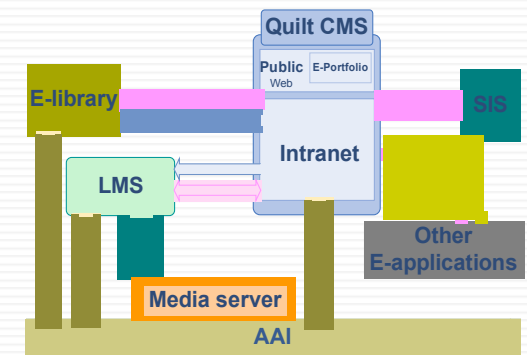 Quilt CMS
Public
Web
E-Portfolio
E-library
SIS
Intranet
LMS
Other
E-applications
Media server
AAI